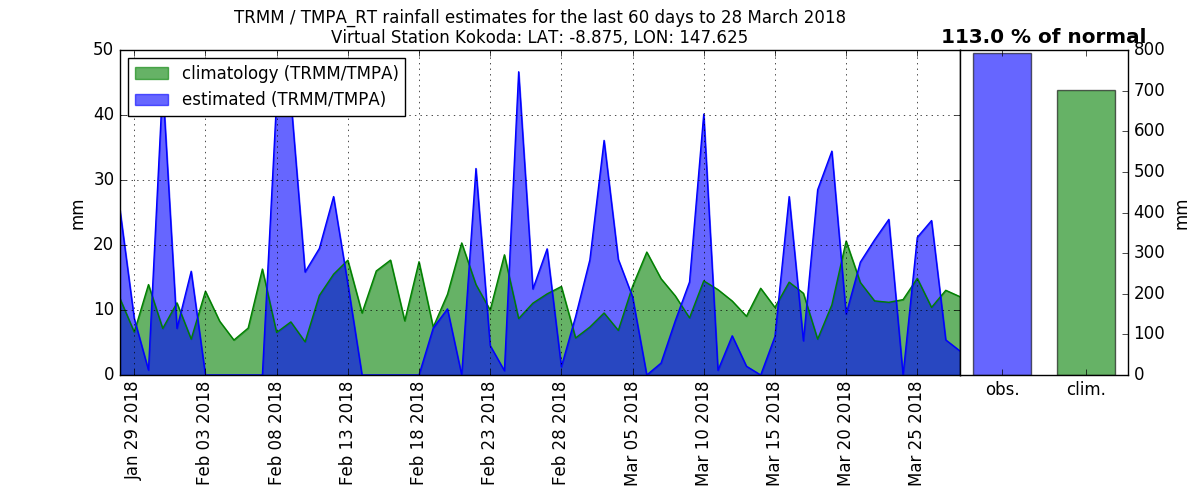 TRMM / TMPA_RT rainfall estimates for the last 60 days to 28 March 2018
Virtual Station Kokoda: LAT: -8.875, LON: 147.625
113.0 % of normal
climatology (TRMM/TMPA)
estimated (TRMM/TMPA)
50
40
30
20
10
0
mm
Jan 29 2018
Feb 03 2018
Feb 08 2018
Feb 13 2018
Feb 18 2018
Feb 23 2018
Feb 28 2018
Mar 05 2018
Mar 10 2018
Mar 15 2018
Mar 20 2018
Mar 25 2018
obs.
clim.
800
700
600
500
400
300
200
100
0
mm